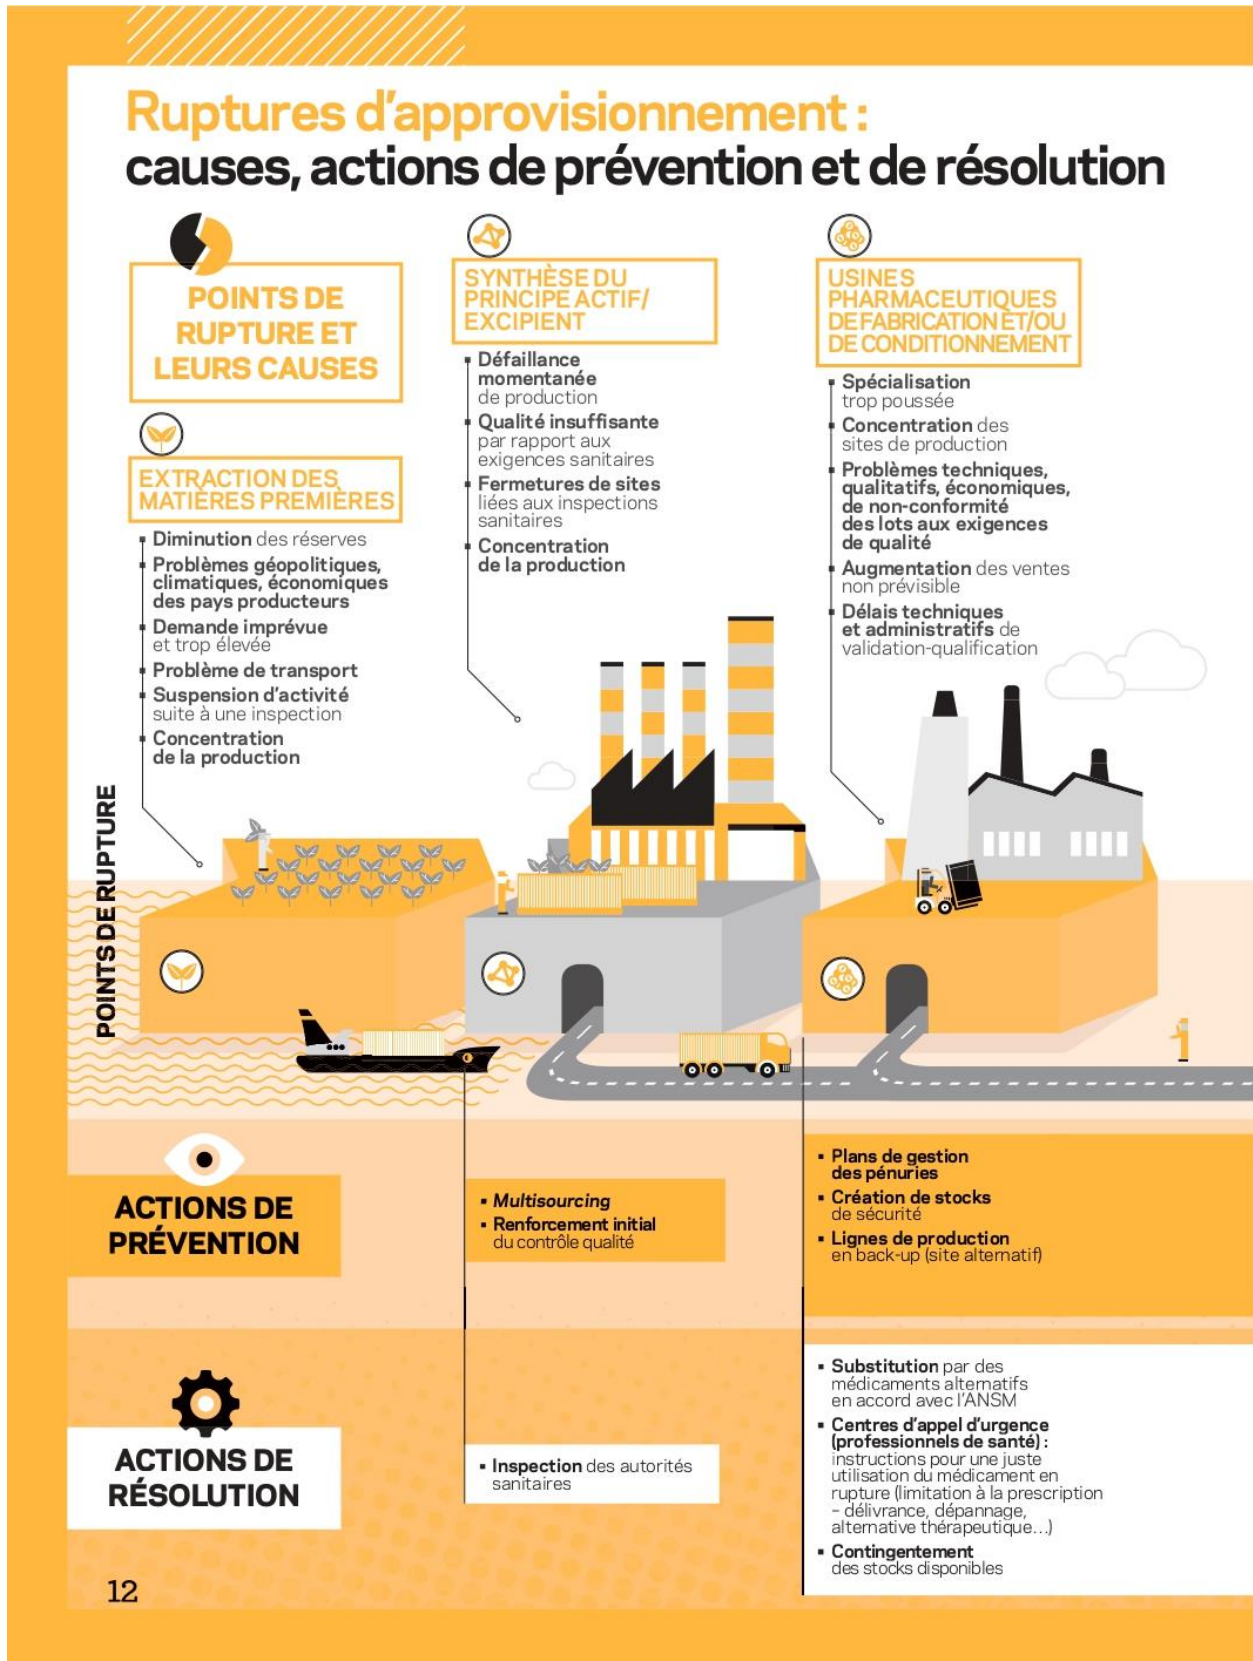 Ruptures d’approvisionnement :
causes, actions de prévention et de résolution
POINTS DE
RUPTURE ET
LEURS CAUSES
EXTRACTION DES
MATIÈRES PREMIÈRES
▪ Diminution des réserves
▪ Problèmes géopolitiques,
climatiques, économiques
des pays producteurs
▪ Demande imprévue
et trop élevée
▪ Problème de transport
▪ Suspension d’activité
suite à une inspection
▪ Concentration
de la production
SYNTHÈSE DU
PRINCIPE ACTIF/
EXCIPIENT
▪ Défaillance
momentanée
de production
▪ Qualité insuffisante
par rapport aux
exigences sanitaires
▪ Fermetures de sites
liées aux inspections
sanitaires
▪ Concentration
de la production
USINES
PHARMACEUTIQUES
DE FABRICATION ET/OU
DE CONDITIONNEMENT
▪ Spécialisation
trop poussée
▪ Concentration des
sites de production
▪ Problèmes techniques,
qualitatifs, économiques,
de non-conformité
des lots aux exigences
de qualité
▪ Augmentation des ventes
non prévisible
▪ Délais techniques
et administratifs de
validation-qualification
POINTS DE RUPTURE
ACTIONS DE
PRÉVENTION
▪ Multisourcing
▪ Renforcement initial
du contrôle qualité
▪ Plans de gestion
des pénuries
▪ Création de stocks
de sécurité
▪ Lignes de production
en back-up (site alternatif)
ACTIONS DE
RÉSOLUTION
▪ Inspection des autorités
sanitaires
▪ Substitution par des
médicaments alternatifs
en accord avec l’ANSM
▪ Centres d’appel d’urgence
(professionnels de santé) :
instructions pour une juste
utilisation du médicament en
rupture (limitation à la prescription
– délivrance, dépannage,
alternative thérapeutique…)
▪ Contingentement
des stocks disponibles
12